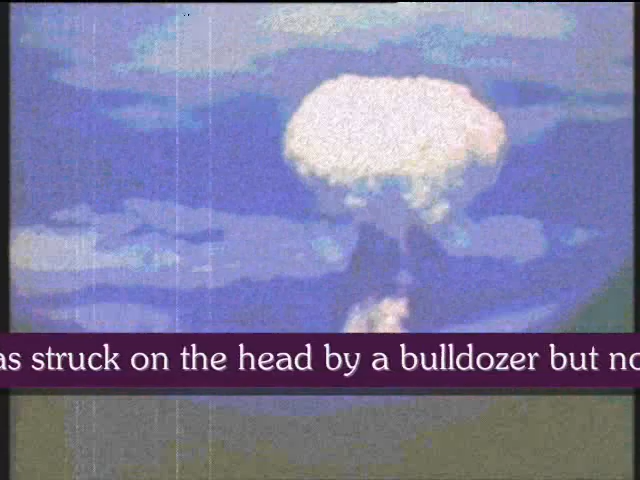 as struck on the head by a bulldozer but no